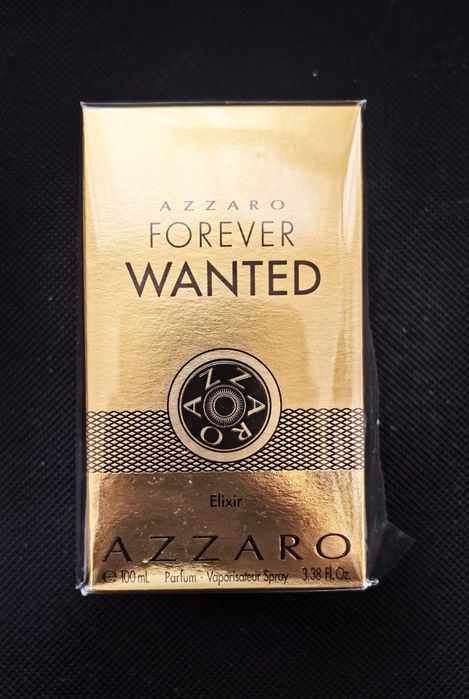 AZZARO
FOREVER
WANTED
AZZARO
Elixir
AZZARO
℮ 100 mL Parfum - Vaporisateur Spray 3.38 Fl.Oz.